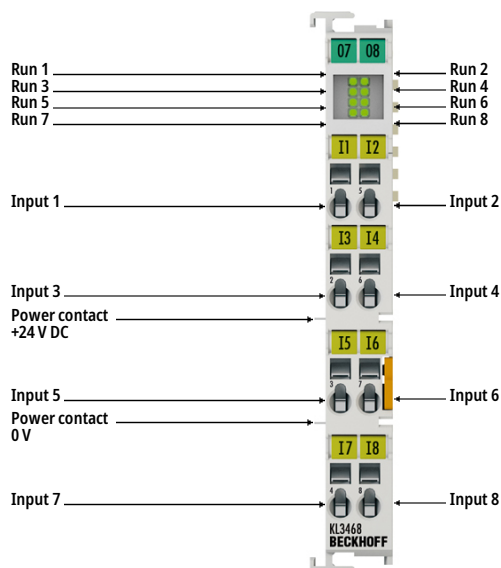 07 08
Run 1
Run 2
Run 3
Run 4
Run 5
Run 6
Run 7
Run 8
I1 I2
1 5
Input 1
Input 2
I3 I4
2 6
Input 3
Input 4
Power contact
+24 V DC
I5 I6
3 7
Input 5
Input 6
Power contact
0 V
I7 I8
4 8
Input 7
Input 8
KL3468
BECKHOFF